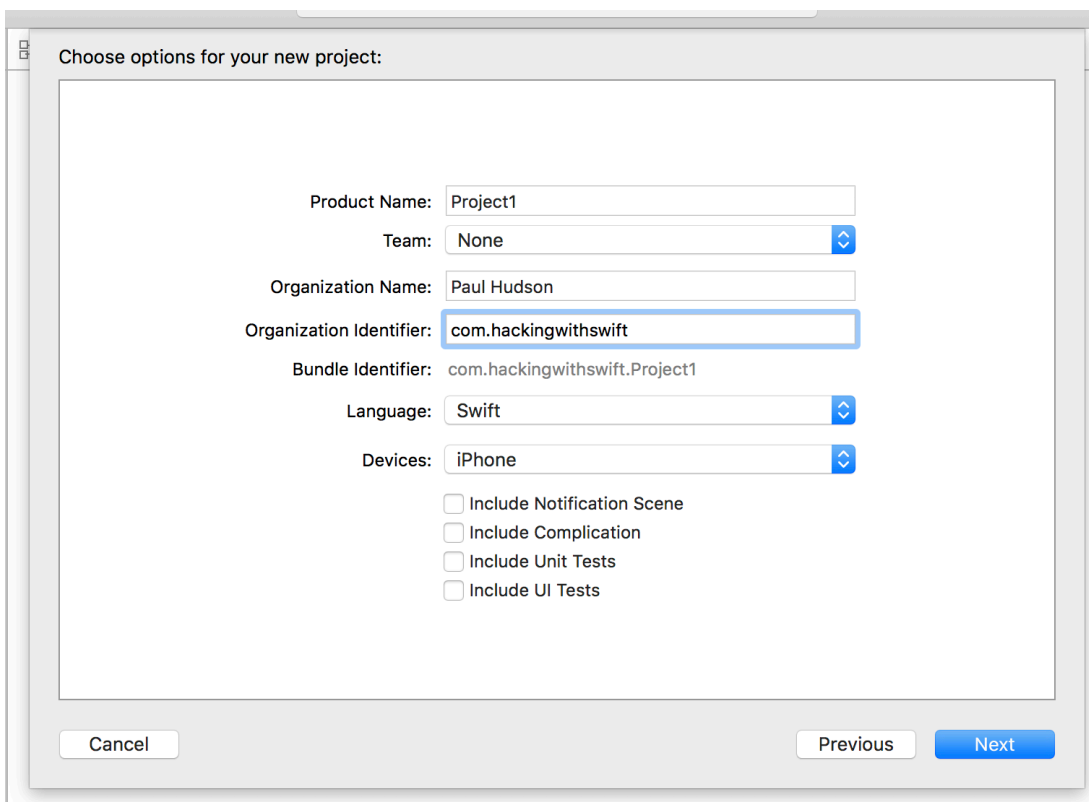 Choose options for your new project:
Product Name: Project1
Team: None
Organization Name: Paul Hudson
Organization Identifier: com.hackingwithswift
Bundle Identifier: com.hackingwithswift.Project1
Language: Swift
Devices: iPhone
Include Notification Scene
Include Complication
Include Unit Tests
Include UI Tests
Cancel Previous Next